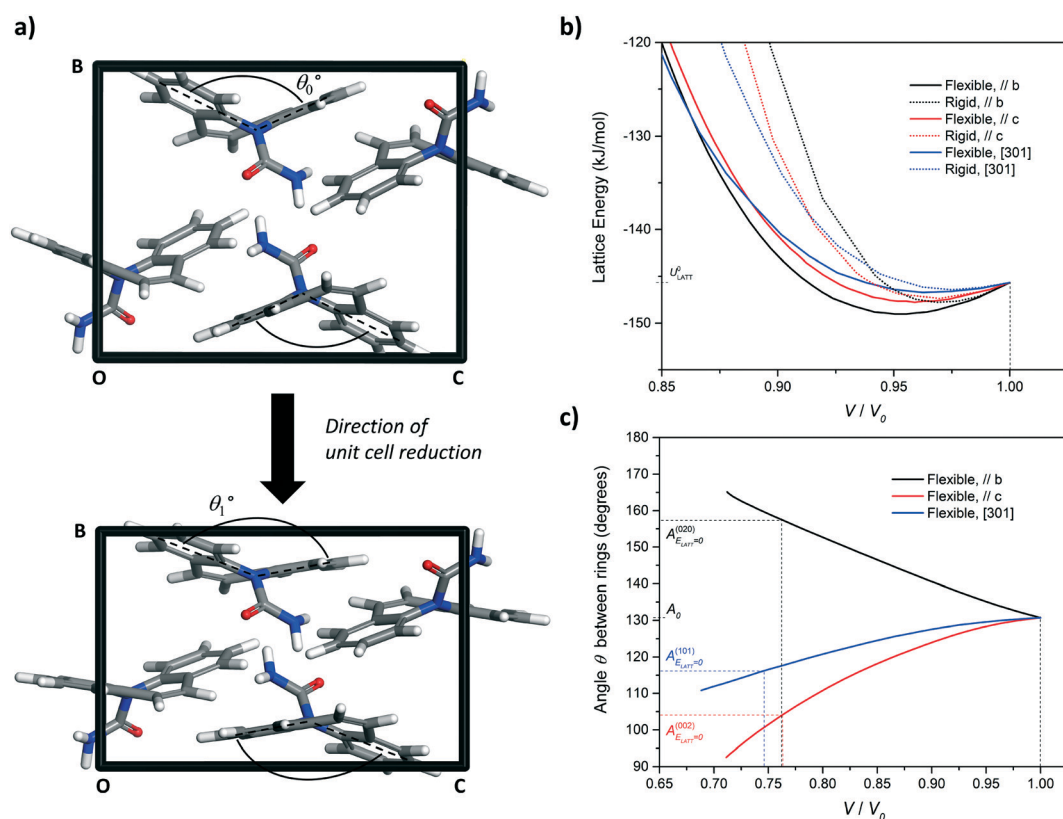 a)
B
θ₀°
O
C
Direction of
unit cell reduction
B
θ₁°
O
C
b)
Lattice Energy (kJ/mol)
-120
-130
-140
U⁰LATT
-150
Flexible, // b
Rigid, // b
Flexible, // c
Rigid, // c
Flexible, [301]
Rigid, [301]
0.85 0.90 0.95 1.00
V / V₀
c)
Angle θ between rings (degrees)
180
170
160
150
140
130
120
110
100
90
Flexible, // b
Flexible, // c
Flexible, [301]
A(020)ELATT=0
A₀
A(101)ELATT=0
A(002)ELATT=0
0.65 0.70 0.75 0.80 0.85 0.90 0.95 1.00
V / V₀